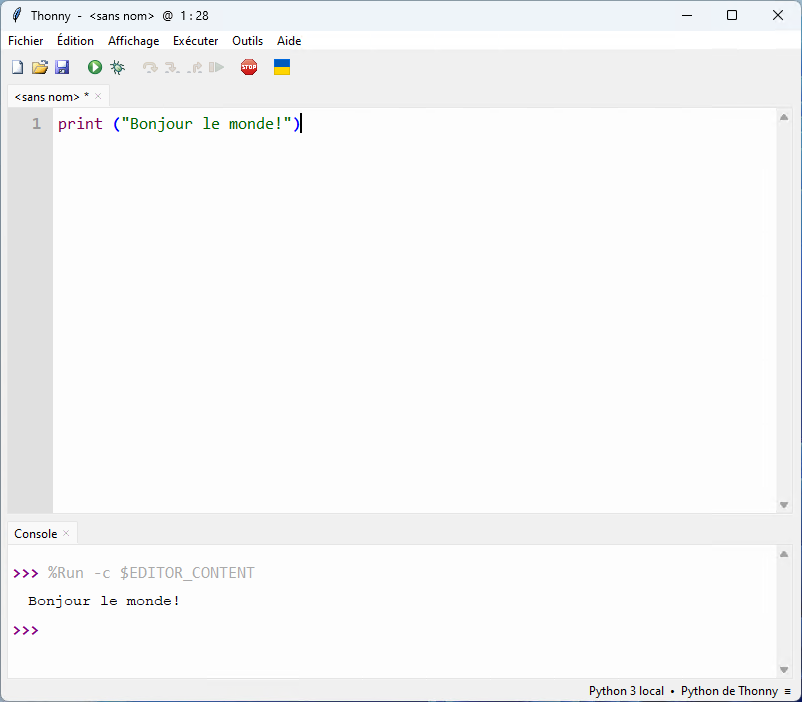 Thonny - <sans nom> @ 1 : 28
Fichier Édition Affichage Exécuter Outils Aide
STOP
<sans nom> * ×
1 print ("Bonjour le monde!")
Console ×
>>> %Run -c $EDITOR_CONTENT
Bonjour le monde!
>>>
Python 3 local • Python de Thonny ≡